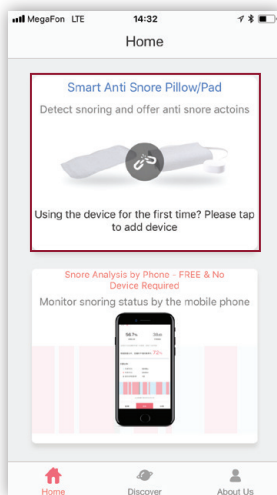 MegaFon LTE 14:32
Home
Smart Anti Snore Pillow/Pad
Detect snoring and offer anti snore actoins
Using the device for the first time? Please tap
to add device
Snore Analysis by Phone - FREE & No
Device Required
Monitor snoring status by the mobile phone
Home Discover About Us